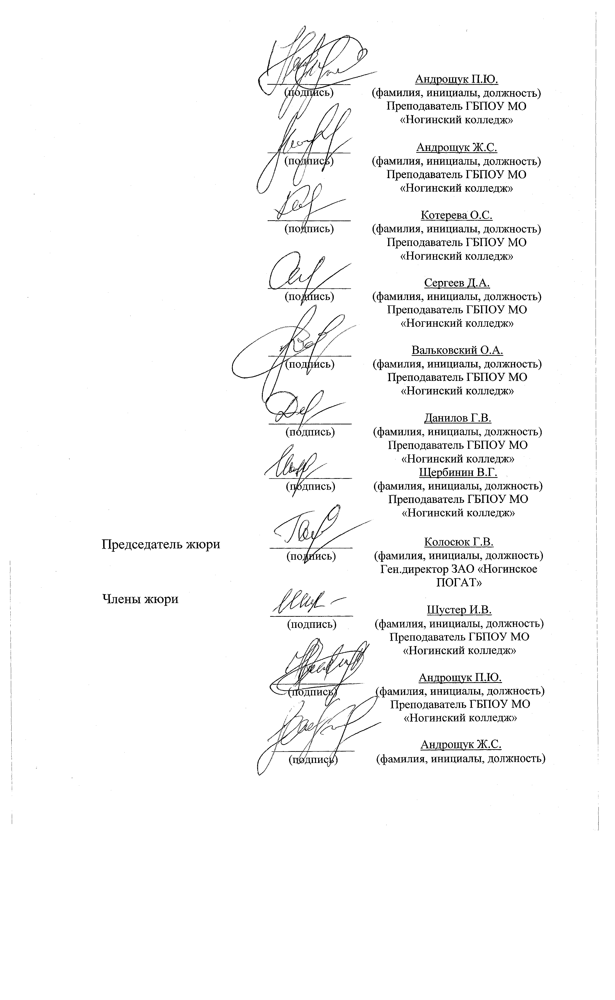 Андрощук П.Ю.
(подпись) (фамилия, инициалы, должность)
Преподаватель ГБПОУ МО
«Ногинский колледж»
Андрощук Ж.С.
(подпись) (фамилия, инициалы, должность)
Преподаватель ГБПОУ МО
«Ногинский колледж»
Котерева О.С.
(подпись) (фамилия, инициалы, должность)
Преподаватель ГБПОУ МО
«Ногинский колледж»
Сергеев Д.А.
(подпись) (фамилия, инициалы, должность)
Преподаватель ГБПОУ МО
«Ногинский колледж»
Вальковский О.А.
(подпись) (фамилия, инициалы, должность)
Преподаватель ГБПОУ МО
«Ногинский колледж»
Данилов Г.В.
(подпись) (фамилия, инициалы, должность)
Преподаватель ГБПОУ МО
«Ногинский колледж»
Щербинин В.Г.
(подпись) (фамилия, инициалы, должность)
Преподаватель ГБПОУ МО
«Ногинский колледж»
Председатель жюри Колосюк Г.В.
(подпись) (фамилия, инициалы, должность)
Ген.директор ЗАО «Ногинское
ПОГАТ»
Члены жюри
Шустер И.В.
(подпись) (фамилия, инициалы, должность)
Преподаватель ГБПОУ МО
«Ногинский колледж»
Андрощук П.Ю.
(подпись) (фамилия, инициалы, должность)
Преподаватель ГБПОУ МО
«Ногинский колледж»
Андрощук Ж.С.
(подпись) (фамилия, инициалы, должность)